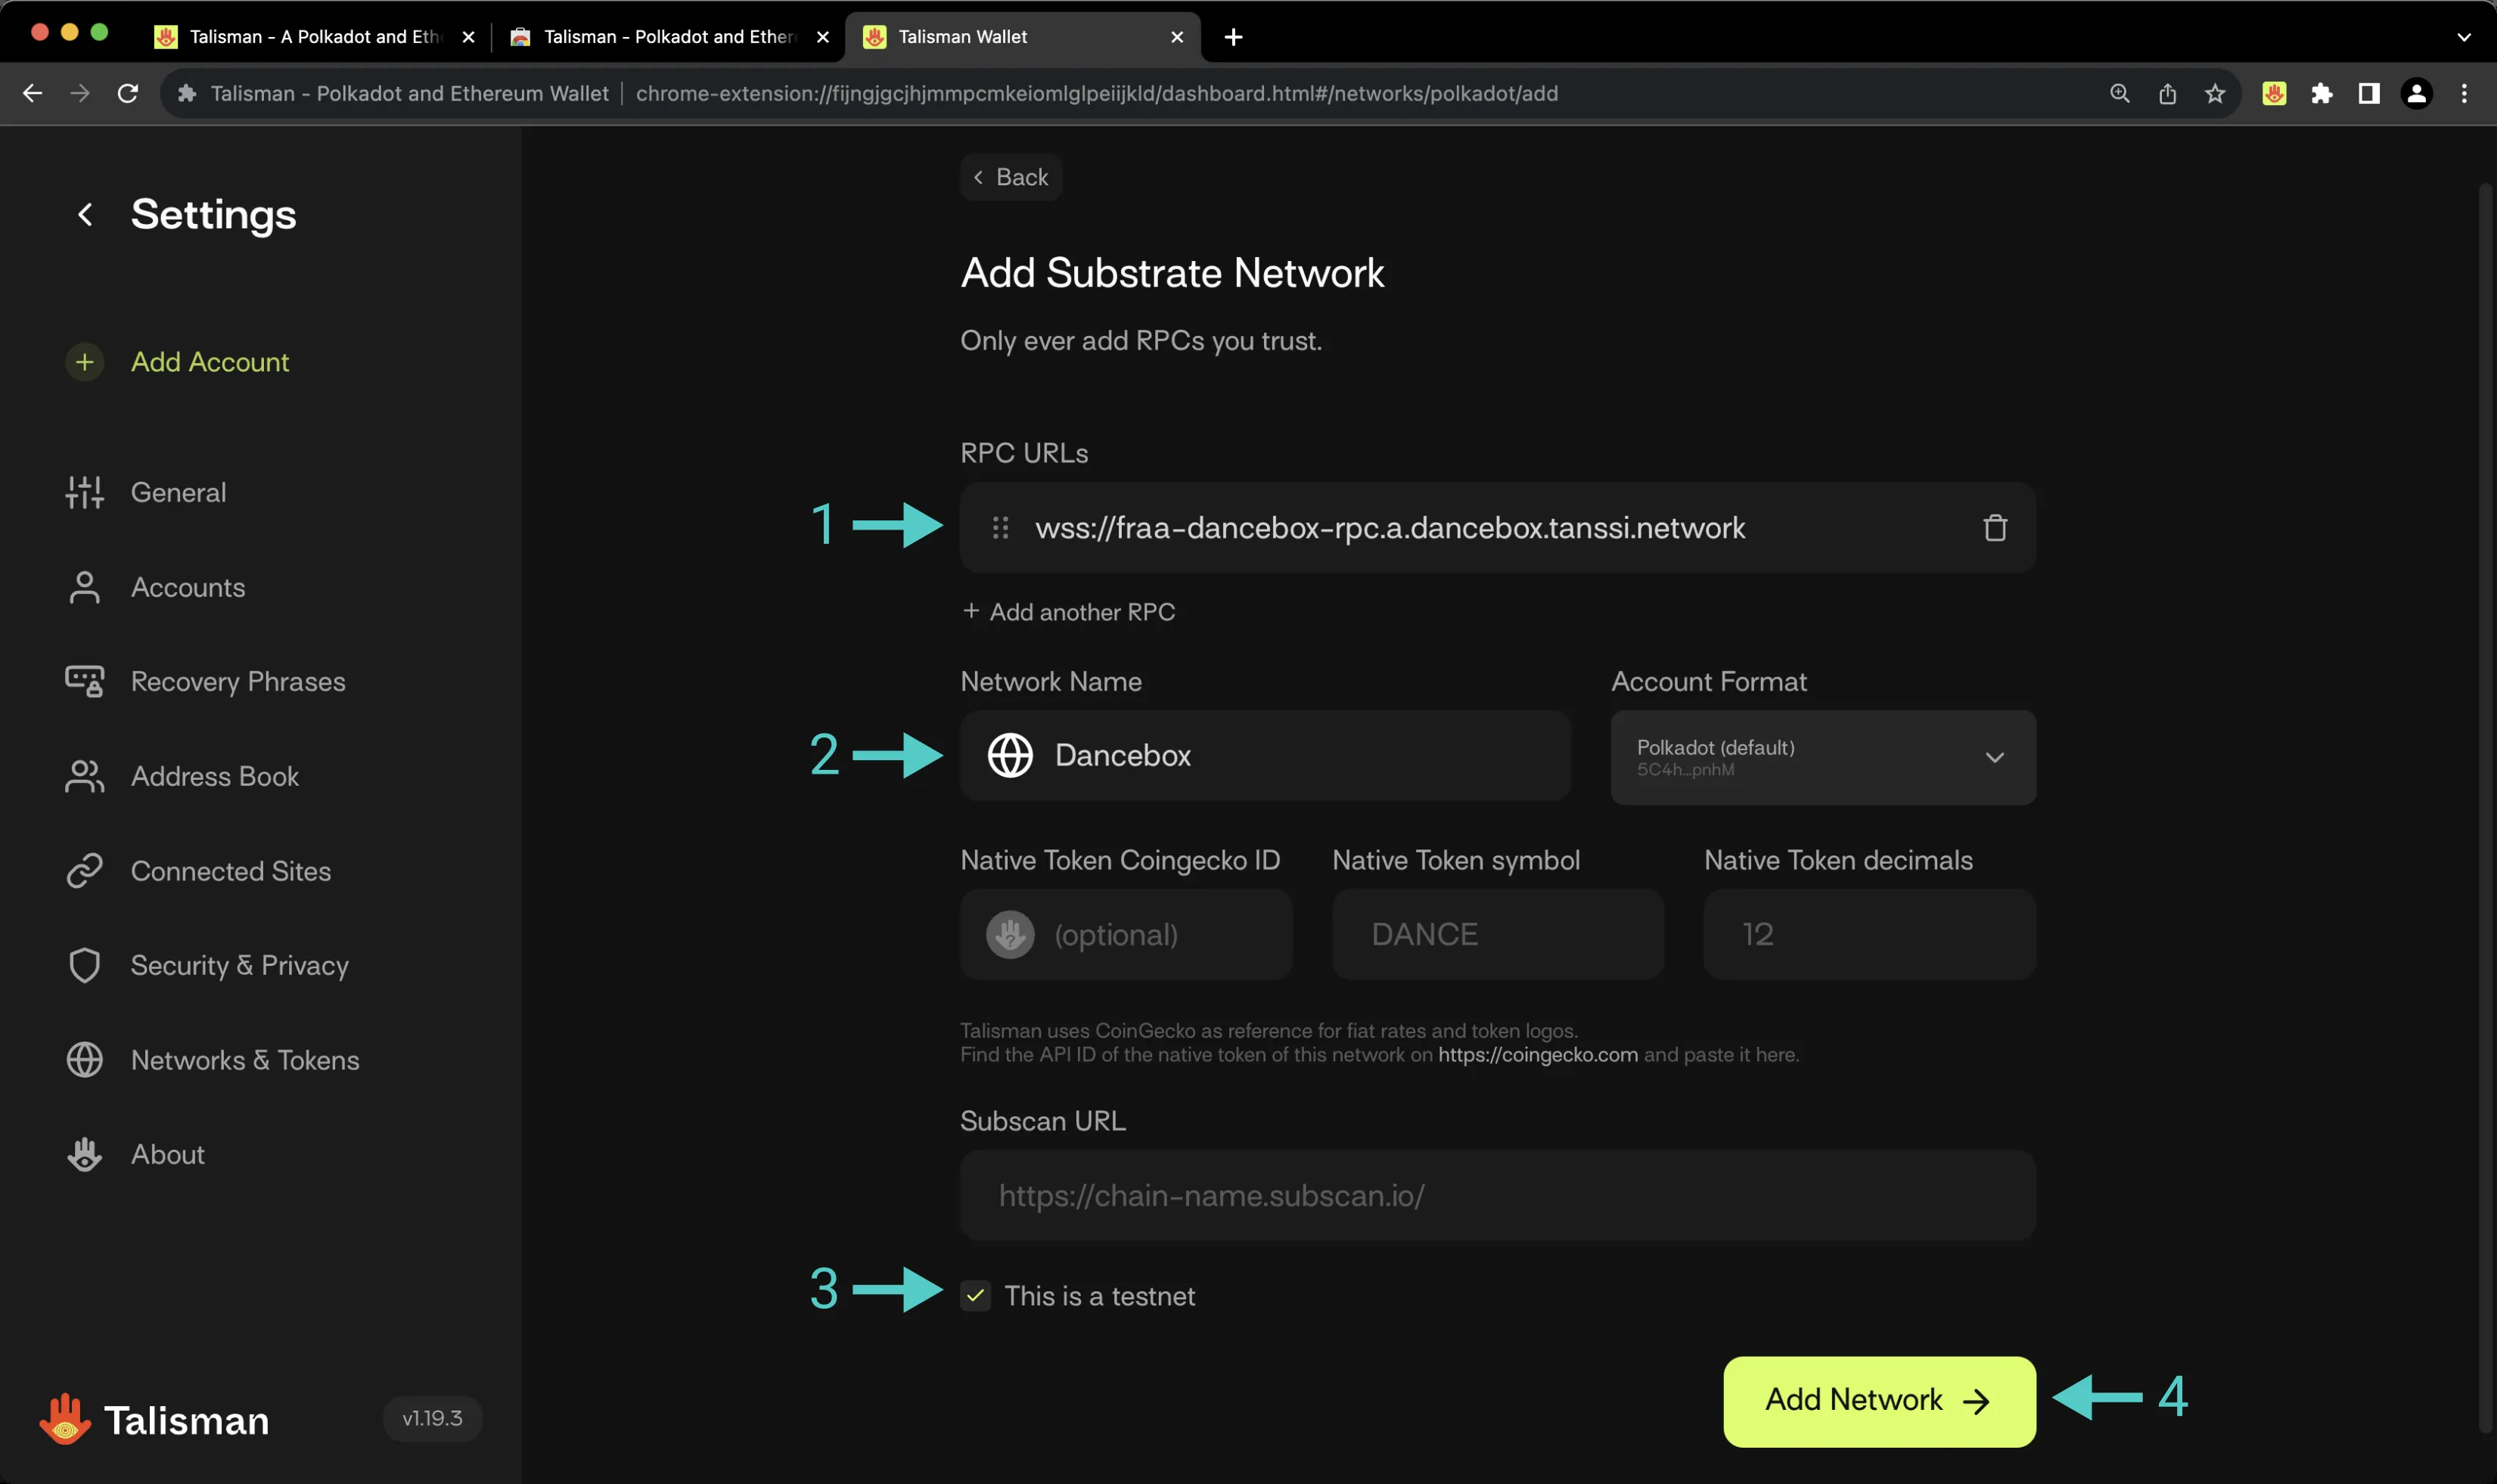 Talisman - A Polkadot and Eth
Talisman - Polkadot and Ether
Talisman Wallet
Talisman - Polkadot and Ethereum Wallet
chrome-extension://fijngjgcjhjmmpcmkeiomlglpeiijkld/dashboard.html#/networks/polkadot/add
Settings
Add Account
General
Accounts
Recovery Phrases
Address Book
Connected Sites
Security & Privacy
Networks & Tokens
About
Talisman
v1.19.3
Back
Add Substrate Network
Only ever add RPCs you trust.
RPC URLs
1
wss://fraa-dancebox-rpc.a.dancebox.tanssi.network
+ Add another RPC
Network Name
Account Format
2
Dancebox
Polkadot (default)
5C4h...pnhM
Native Token Coingecko ID
Native Token symbol
Native Token decimals
(optional)
DANCE
12
Talisman uses CoinGecko as reference for fiat rates and token logos.
Find the API ID of the native token of this network on https://coingecko.com and paste it here.
Subscan URL
https://chain-name.subscan.io/
3
This is a testnet
Add Network
4